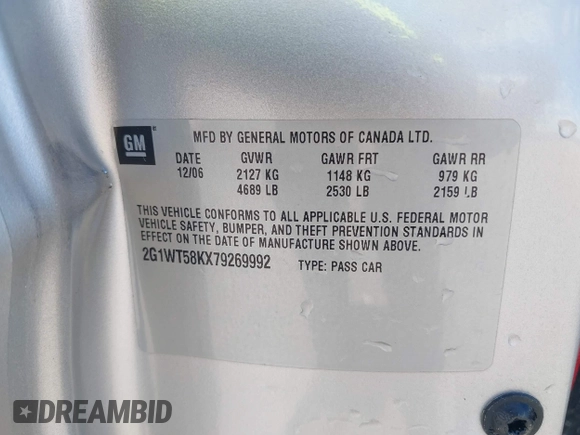 GM
MFD BY GENERAL MOTORS OF CANADA LTD.
DATE GVWR GAWR FRT GAWR RR
12/06 2127 KG 1148 KG 979 KG
4689 LB 2530 LB 2159 LB
THIS VEHICLE CONFORMS TO ALL APPLICABLE U.S. FEDERAL MOTOR
VEHICLE SAFETY, BUMPER, AND THEFT PREVENTION STANDARDS IN
EFFECT ON THE DATE OF MANUFACTURE SHOWN ABOVE.
2G1WT58KX79269992 TYPE: PASS CAR
DREAMBID